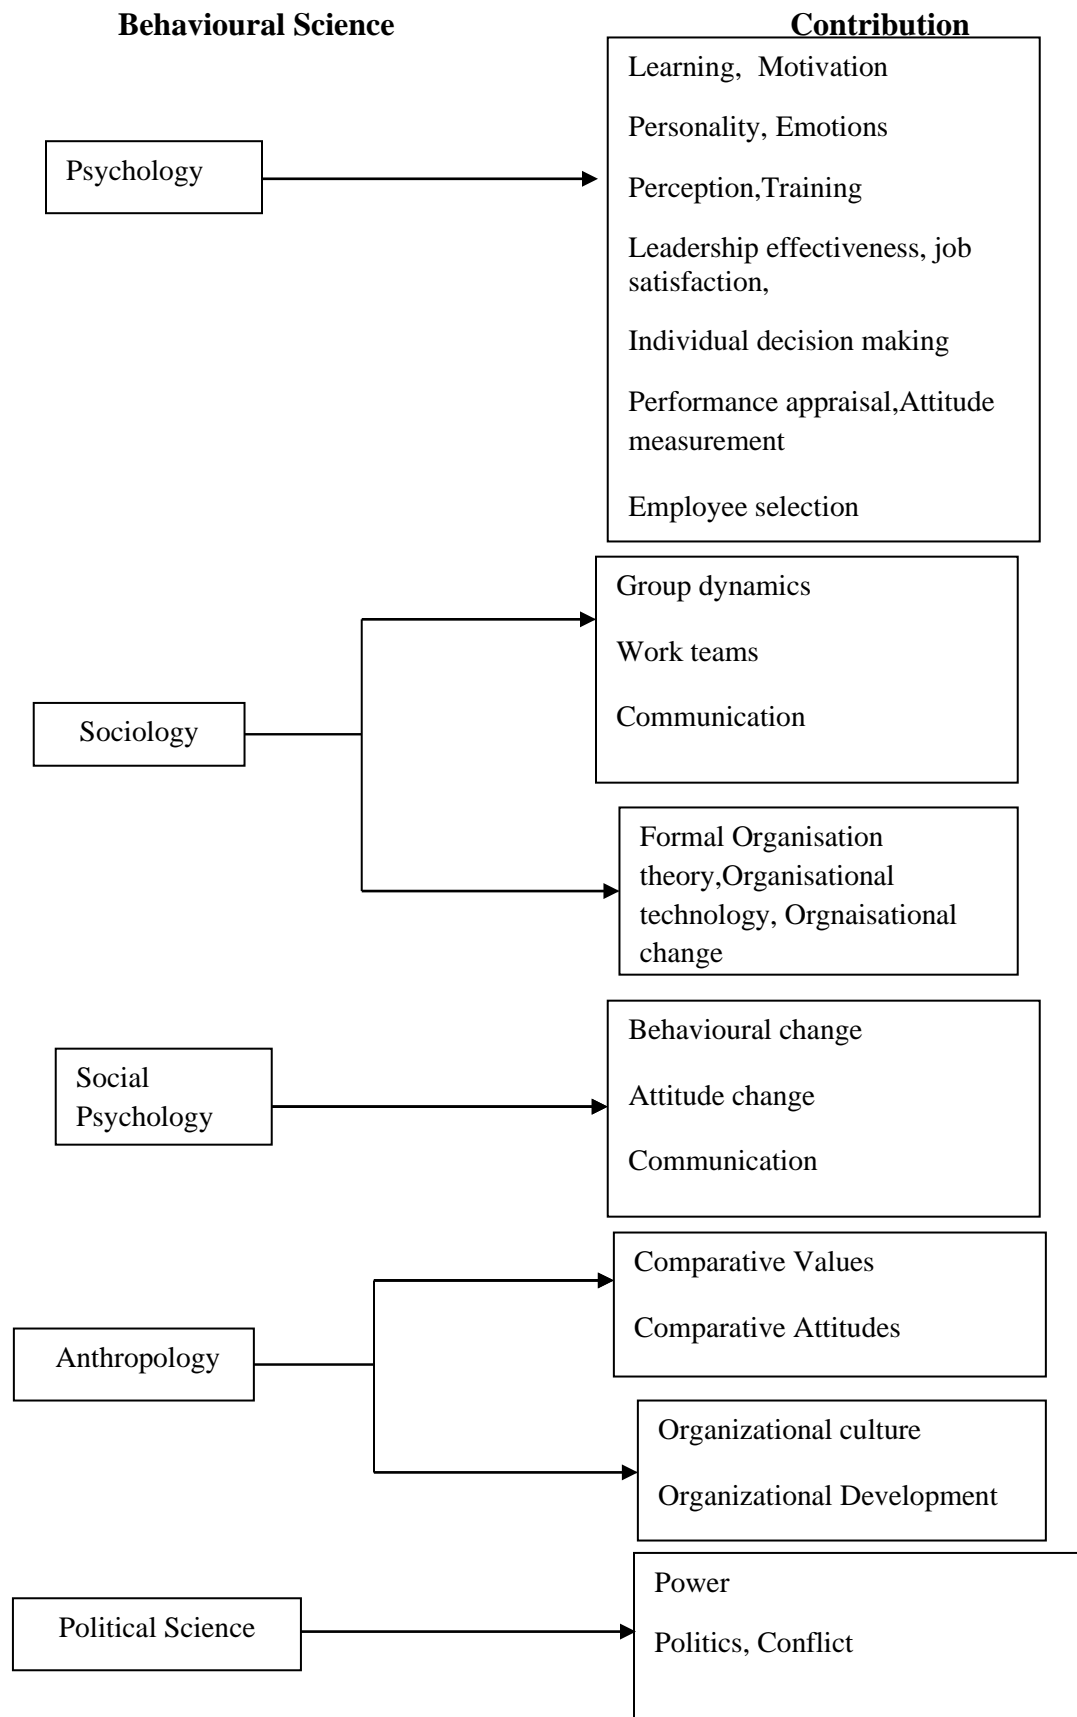 Behavioural Science
Contribution
Psychology
Learning,  Motivation
Personality, Emotions
Perception,Training
Leadership effectiveness, job
satisfaction,
Individual decision making
Performance appraisal,Attitude
measurement
Employee selection
Sociology
Group dynamics
Work teams
Communication
Formal Organisation
theory,Organisational
technology, Orgnaisational
change
Social
Psychology
Behavioural change
Attitude change
Communication
Anthropology
Comparative Values
Comparative Attitudes
Organizational culture
Organizational Development
Political Science
Power
Politics, Conflict